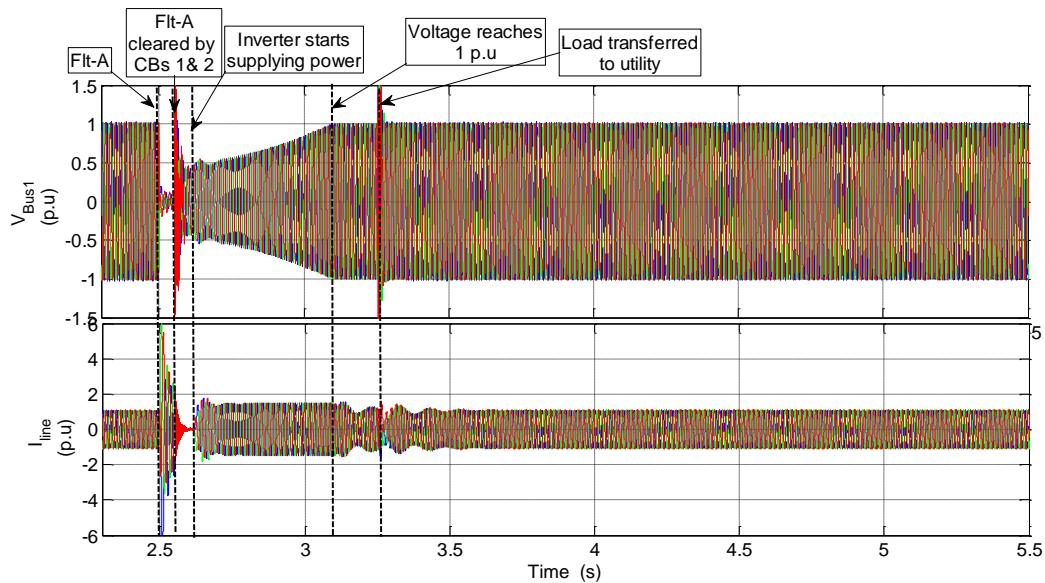 Flt-A
Flt-A
cleared by
CBs 1& 2
Inverter starts
supplying power
Voltage reaches
1 p.u
Load transferred
to utility
1.5
1
0.5
0
-0.5
-1
-1.5
V_Bus1
(p.u)
6
4
2
0
-2
-4
-6
I_line
(p.u)
5
2.5
3
3.5
4
4.5
5
5.5
Time (s)